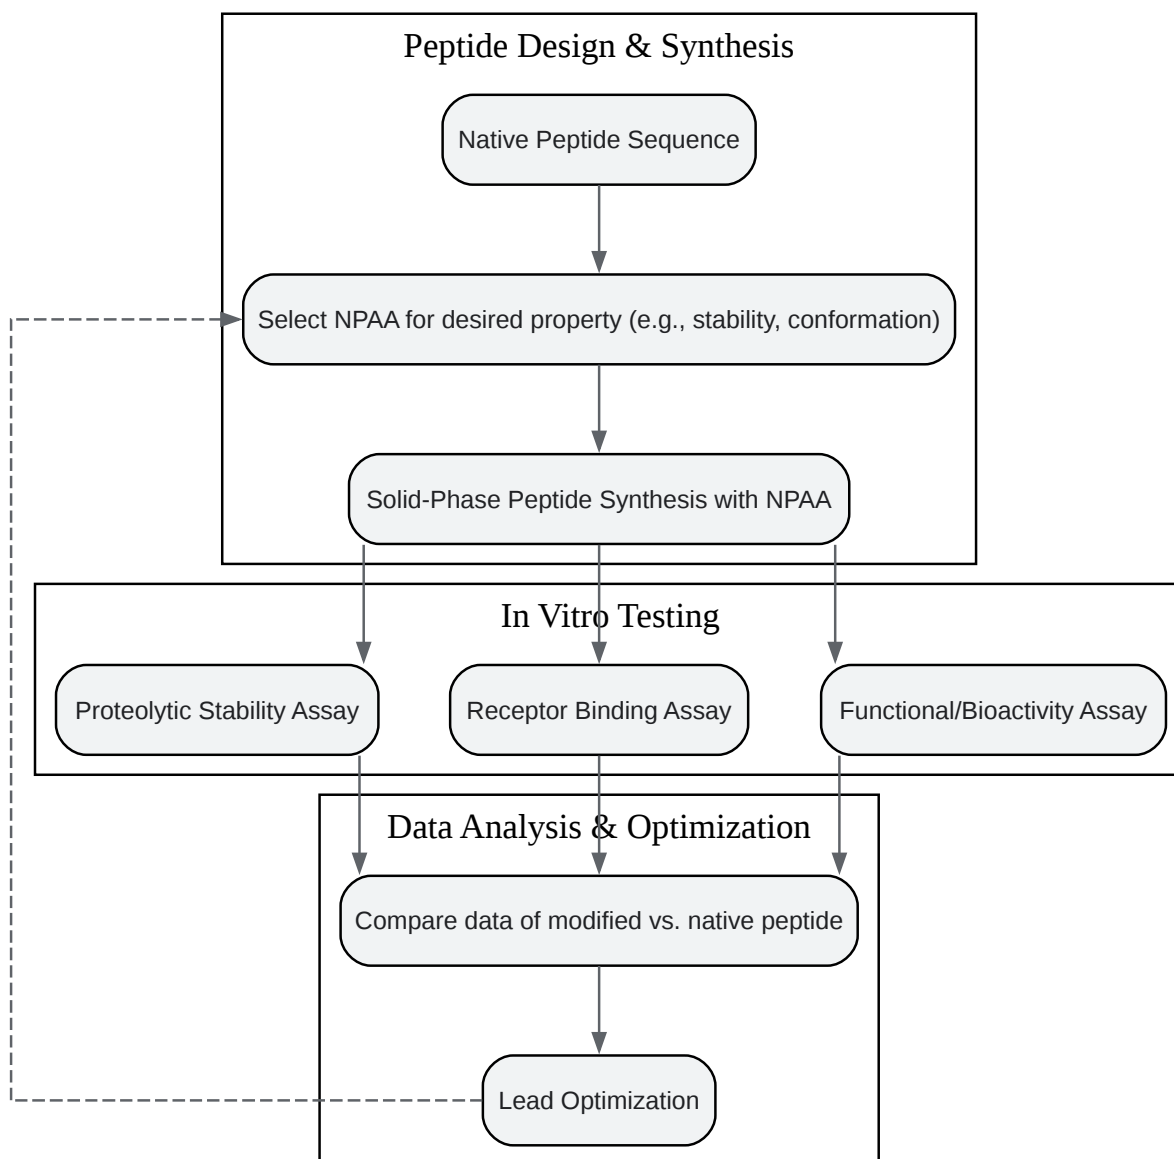 Peptide Design & Synthesis
Native Peptide Sequence
Select NPAA for desired property (e.g., stability, conformation)
Solid-Phase Peptide Synthesis with NPAA
In Vitro Testing
Proteolytic Stability Assay
Receptor Binding Assay
Functional/Bioactivity Assay
Data Analysis & Optimization
Compare data of modified vs. native peptide
Lead Optimization